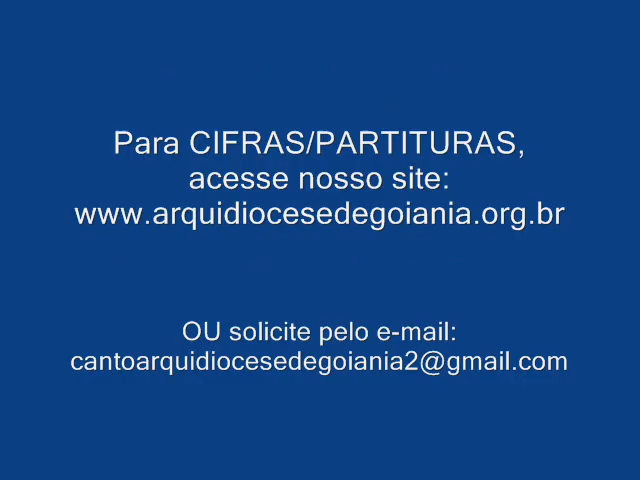 Para CIFRAS/PARTITURAS,
acesse nosso site:
www.arquidiocesedegoiania.org.br
OU solicite pelo e-mail:
cantoarquidiocesedegoiania2@gmail.com